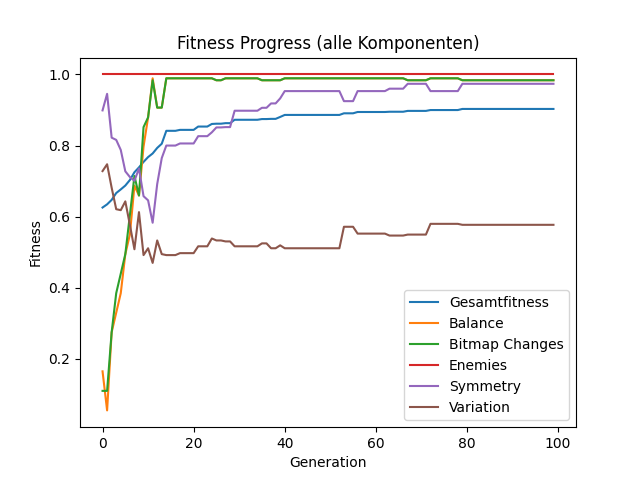 Fitness Progress (alle Komponenten)
1.0
0.8
0.6
0.4
0.2
Fitness
Gesamtfitness
Balance
Bitmap Changes
Enemies
Symmetry
Variation
0 20 40 60 80 100
Generation